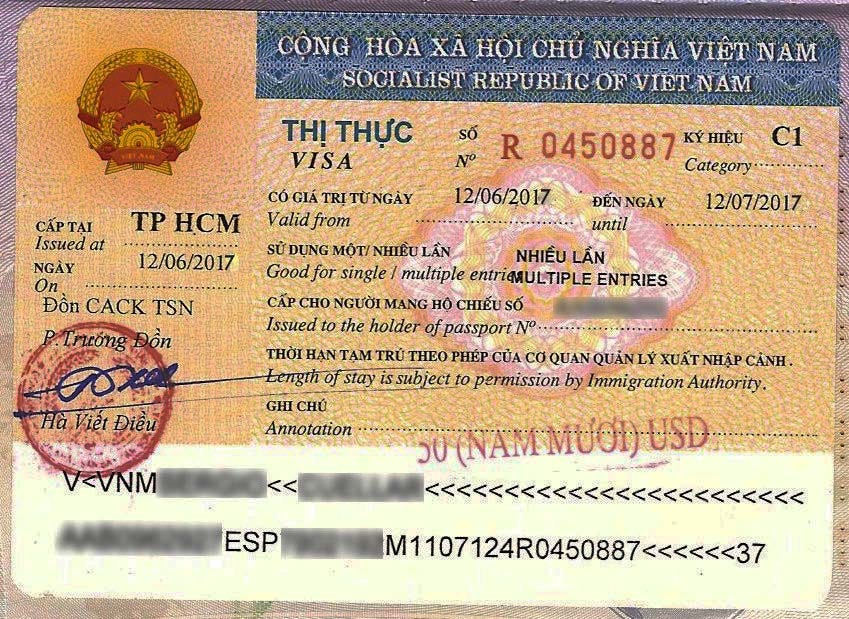 CỘNG HÒA XÃ HỘI CHỦ NGHĨA VIỆT NAM
SOCIALIST REPUBLIC OF VIET NAM
VIỆT NAM
THỊ THỰC
VISA
SỐ
Nº R 0450887
KÝ HIỆU
Category C1
CÓ GIÁ TRỊ TỪ NGÀY
Valid from 12/06/2017
ĐẾN NGÀY
until 12/07/2017
CẤP TẠI
Issued at TP HCM
NGÀY
On 12/06/2017
SỬ DỤNG MỘT/ NHIỀU LẦN
Good for single / multiple entries
NHIỀU LẦN
MULTIPLE ENTRIES
CẤP CHO NGƯỜI MANG HỘ CHIẾU SỐ
Issued to the holder of passport Nº
THỜI HẠN TẠM TRÚ THEO PHÉP CỦA CƠ QUAN QUẢN LÝ XUẤT NHẬP CẢNH.
Length of stay is subject to permission by Immigration Authority.
GHI CHÚ
Annotation
50 (NĂM MƯƠI) USD
Đồn CACK TSN
P.Trưởng Đồn
Hà Viết Điều
V<VNM <<<<<<<<<<<<<<<<<<<<<<<<<<
ESP M1107124R0450887<<<<<<37